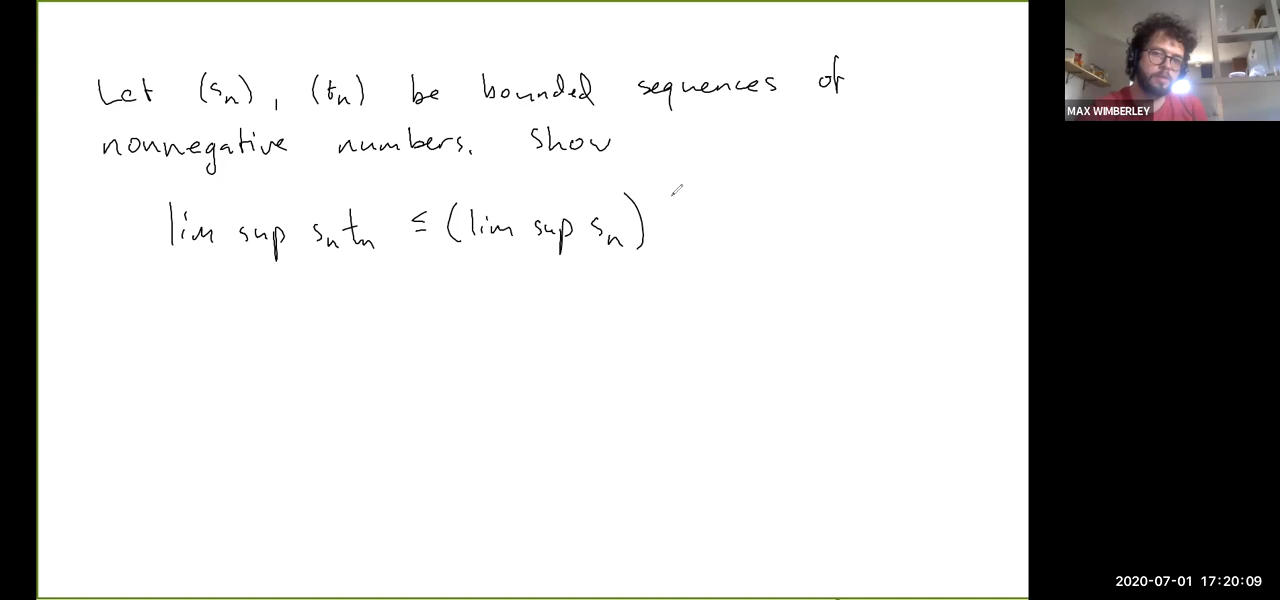 Let (sn), (tn) be bounded sequences of
nonnegative numbers. Show
lim sup sntn ≤ (lim sup sn)
MAX WIMBERLEY
2020-07-01 17:20:09